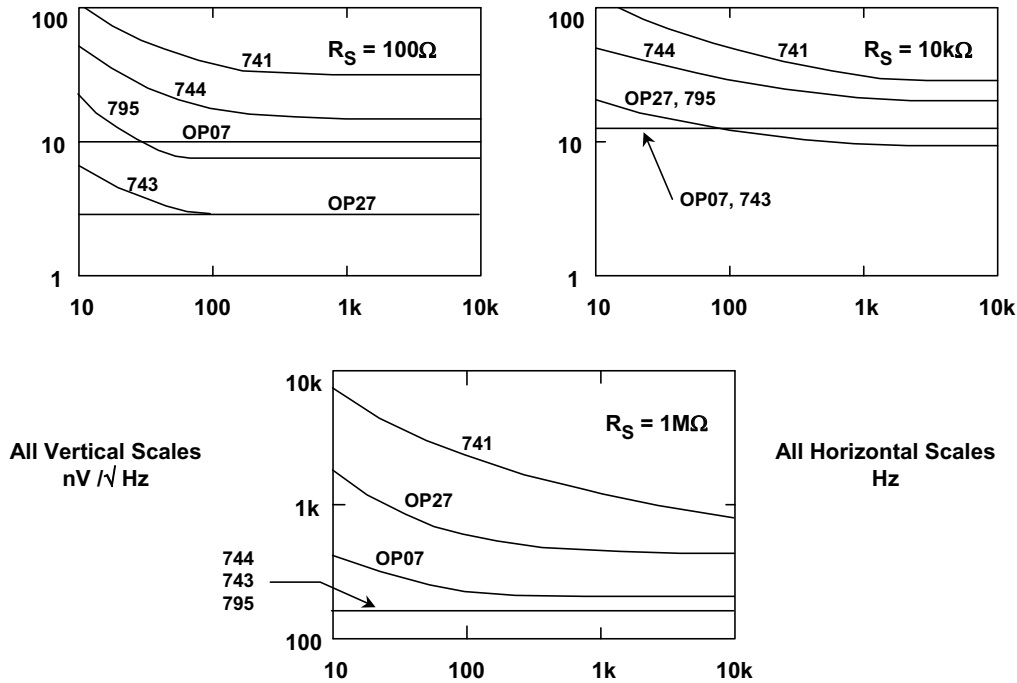 100
R_S = 100Ω
741
744
795
OP07
10
743
OP27
1
10 100 1k 10k
100
R_S = 10kΩ
741
744
OP27, 795
10
OP07, 743
1
10 100 1k 10k
All Vertical Scales
nV /√ Hz
10k
R_S = 1MΩ
741
OP27
1k
OP07
744
743
795
100
10 100 1k 10k
All Horizontal Scales
Hz